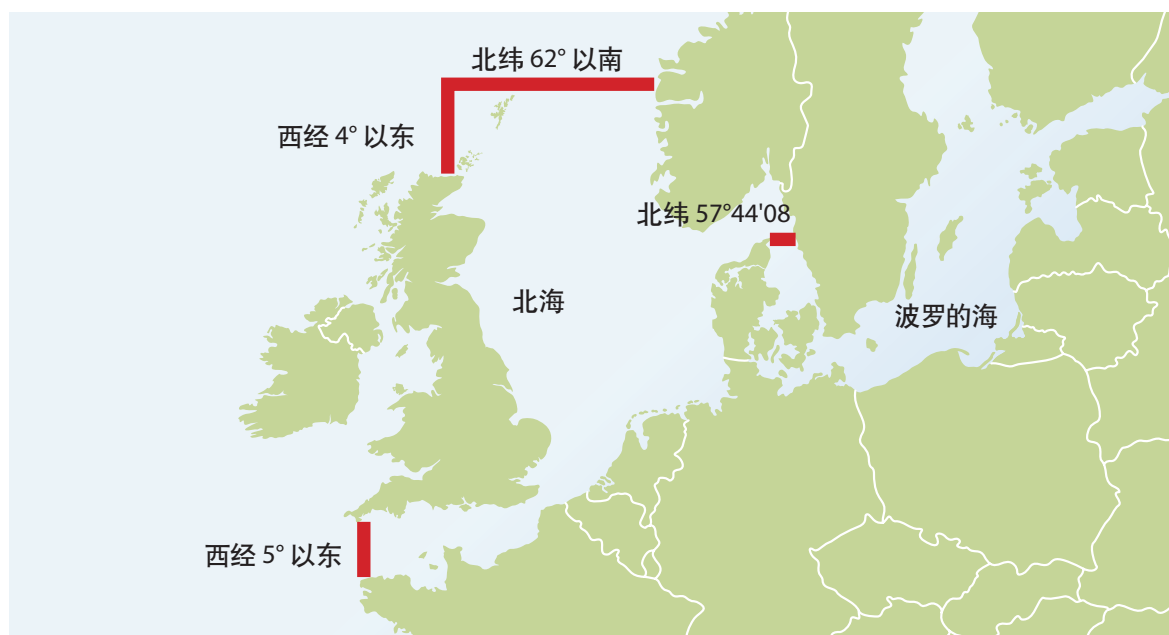 北纬 62° 以南
西经 4° 以东
北纬 57°44'08
北海
波罗的海
西经 5° 以东